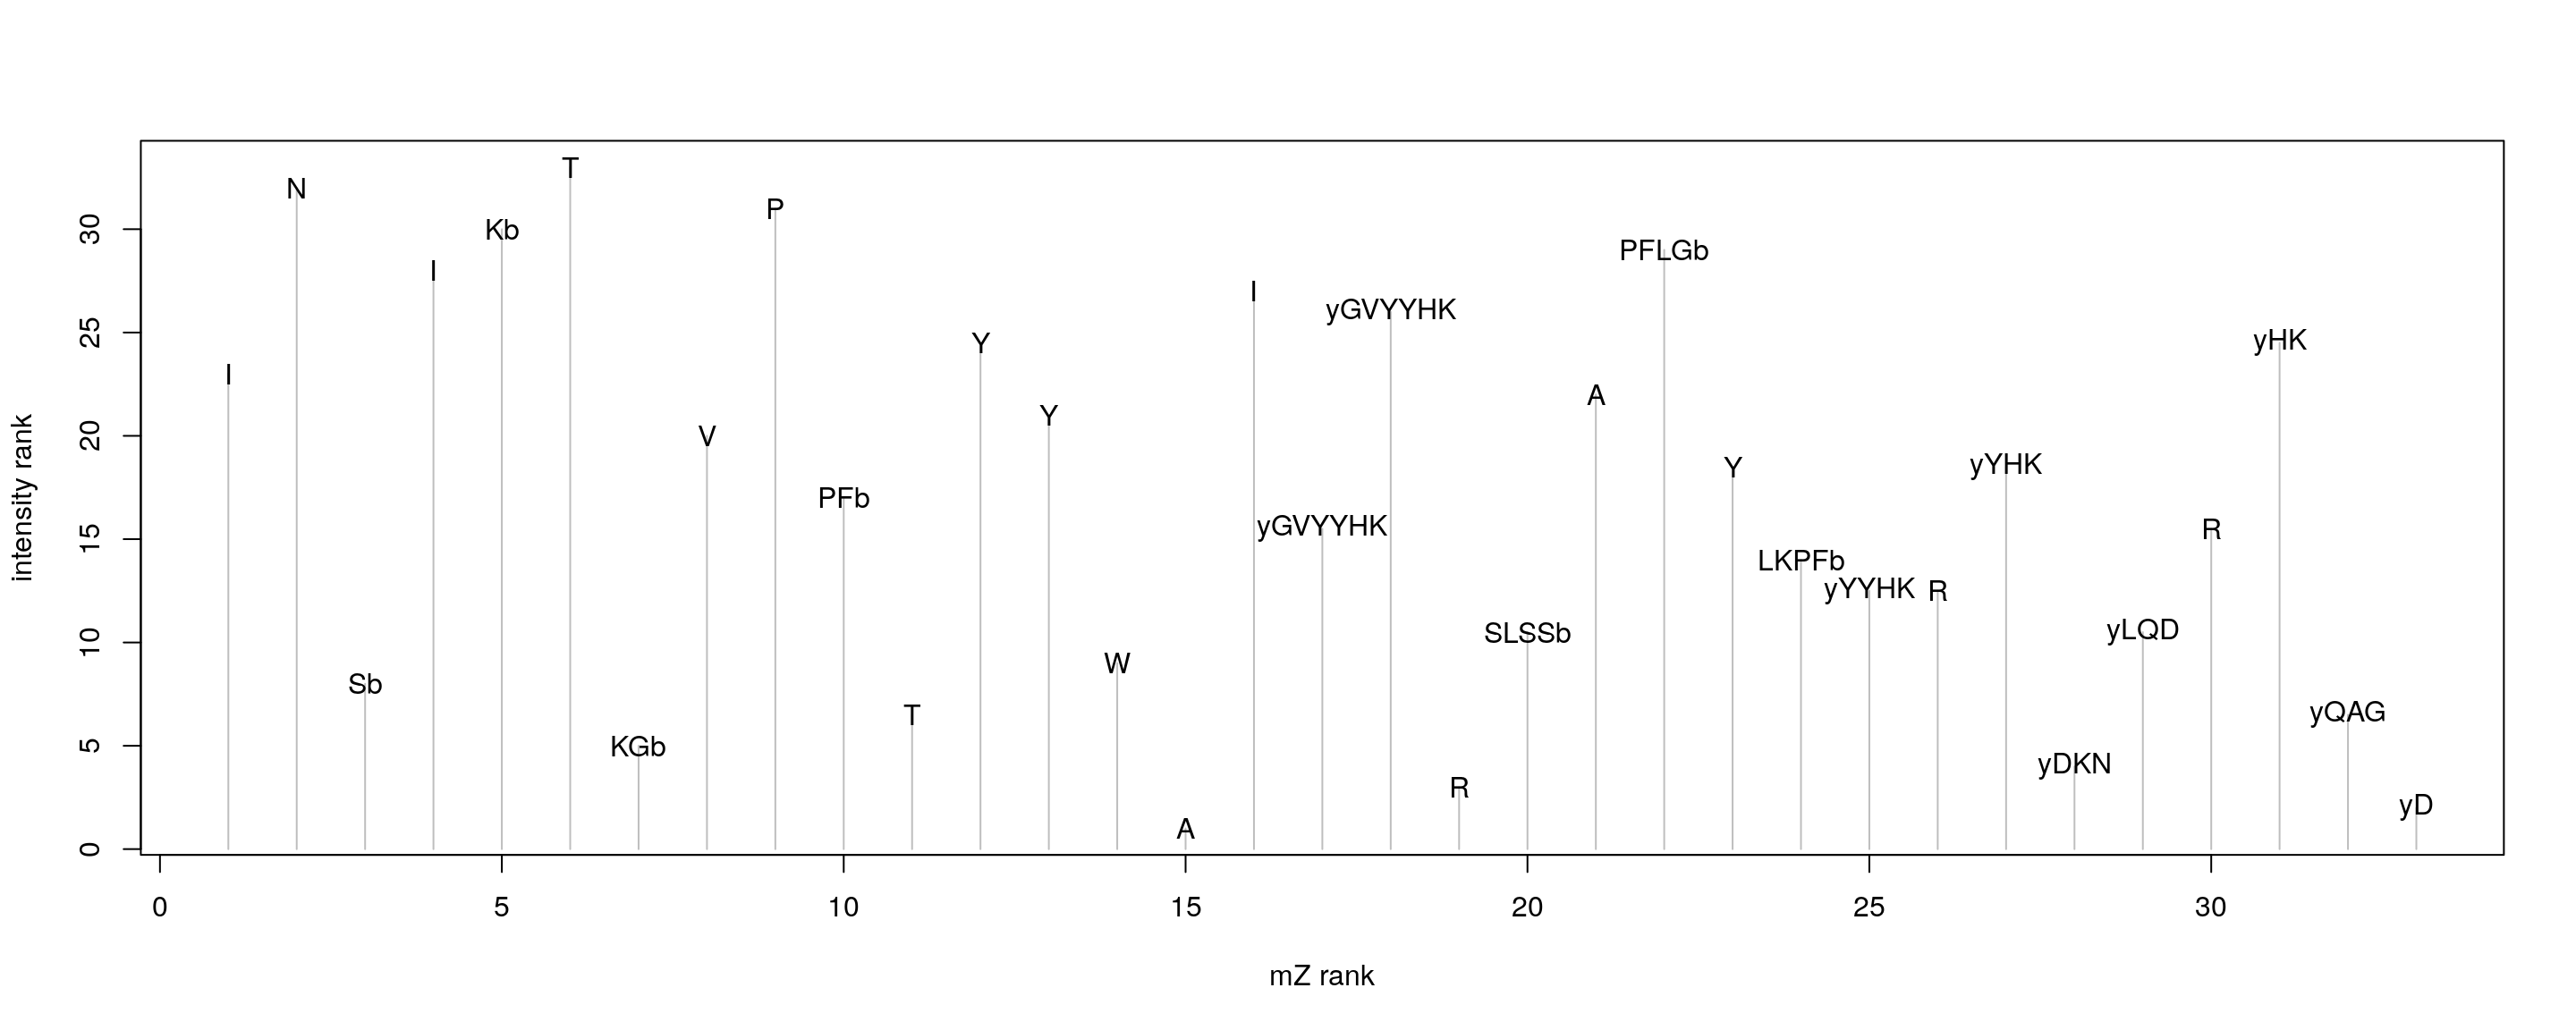 T
N
P
Kb
PFLGb
I
I
yGVYYHK
Y
yHK
I
A
Y
V
Y
yYHK
PFb
yGVYYHK
R
LKPFb
yYYHK
R
SLSSb
yLQD
W
Sb
T
yQAG
KGb
yDKN
R
yD
A
30
25
20
15
10
5
0
intensity rank
0 5 10 15 20 25 30
mZ rank